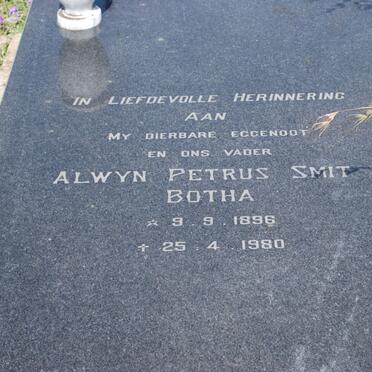 IN LIEFDEVOLLE HERINNERING
AAN
MY DIERBARE EGGENOOT
EN ONS VADER
ALWYN PETRUS SMIT
BOTHA
☆ 9 . 9 . 1896
✝ 25 . 4 . 1980